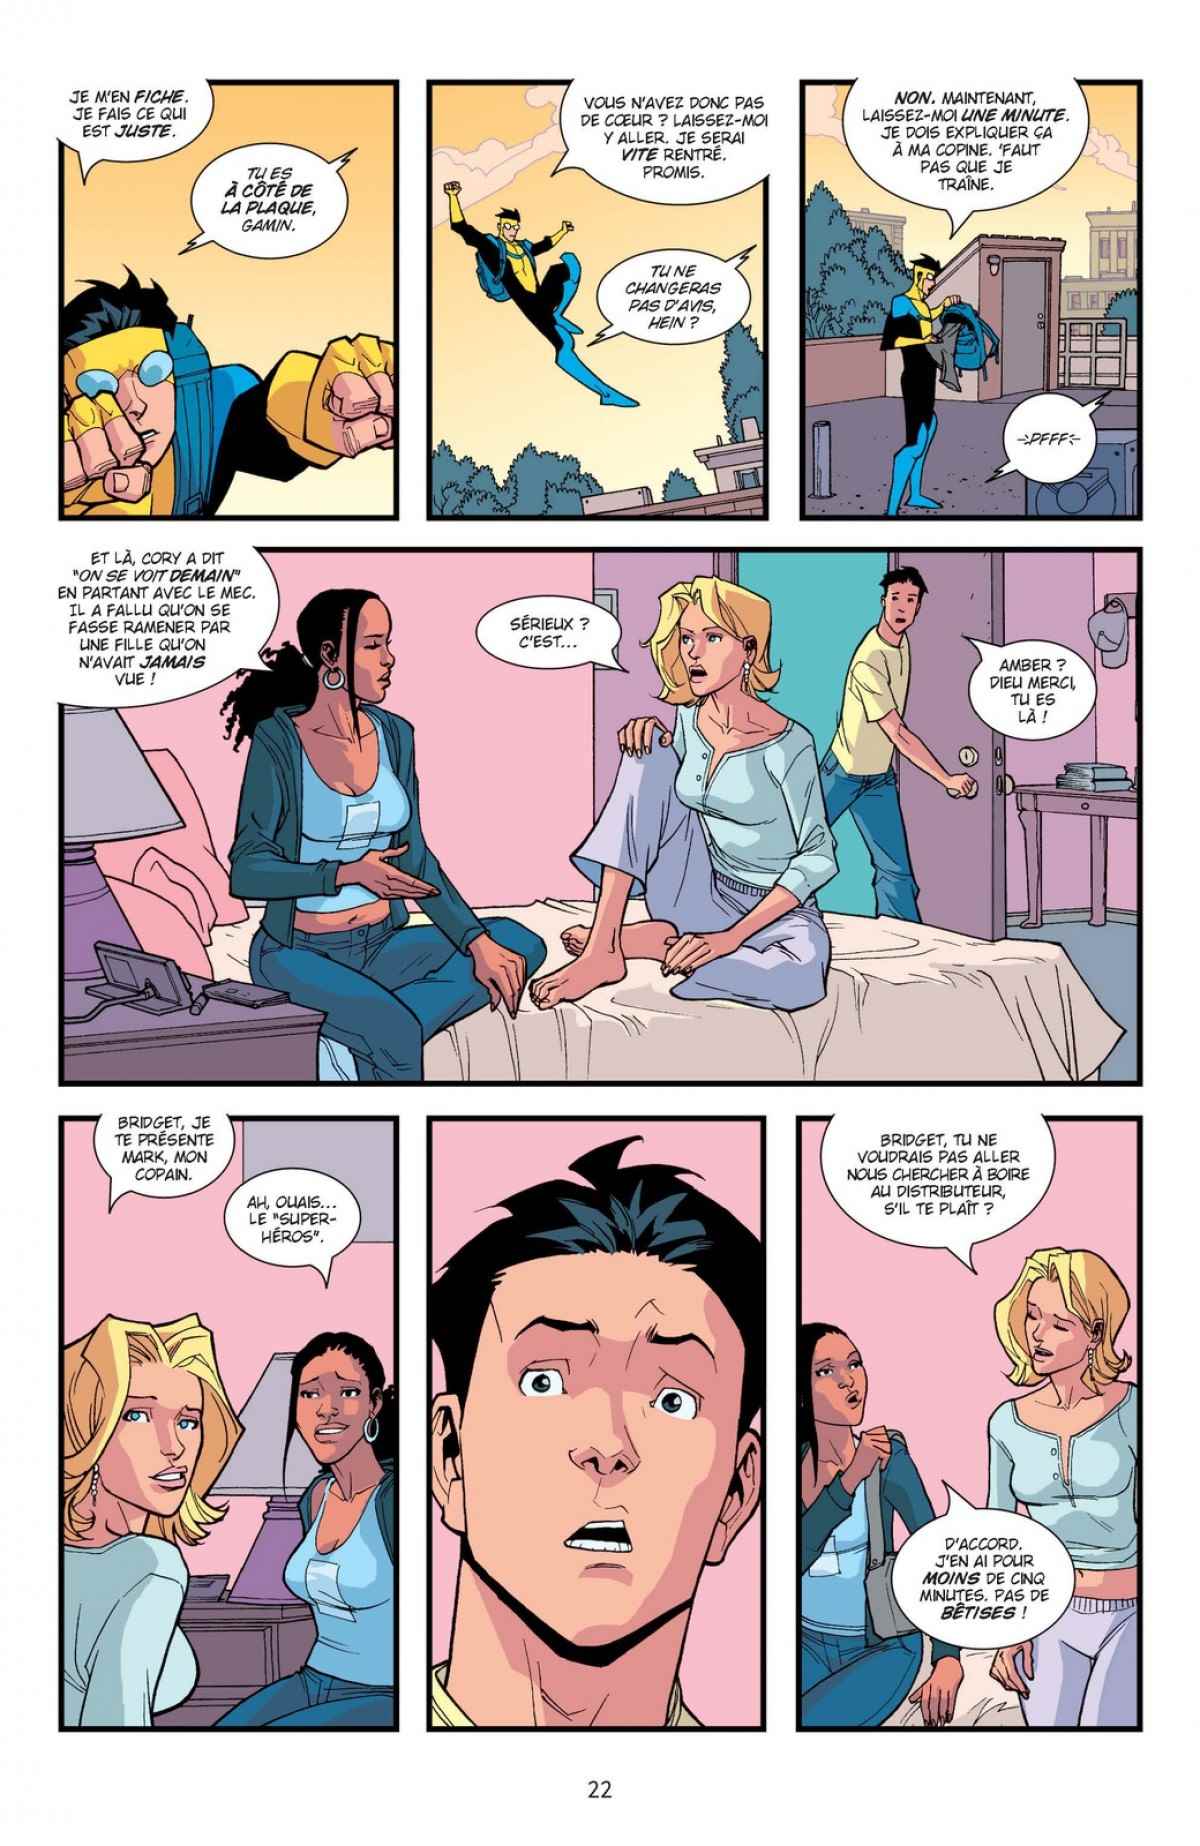 JE M'EN FICHE.
JE FAIS CE QUI
EST JUSTE.
TU ES
À CÔTÉ DE
LA PLAQUE,
GAMIN.
VOUS N'AVEZ DONC PAS
DE CŒUR ? LAISSEZ-MOI
Y ALLER. JE SERAI
VITE RENTRÉ.
PROMIS.
TU NE
CHANGERAS
PAS D'AVIS,
HEIN ?
NON. MAINTENANT,
LAISSEZ-MOI UNE MINUTE.
JE DOIS EXPLIQUER ÇA
À MA COPINE. 'FAUT
PAS QUE JE
TRAÎNE.
-PFFF-
ET LÀ, CORY A DIT
"ON SE VOIT DEMAIN"
EN PARTANT AVEC LE MEC.
IL A FALLU QU'ON SE
FASSE RAMENER PAR
UNE FILLE QU'ON
N'AVAIT JAMAIS
VUE !
SÉRIEUX ?
C'EST...
AMBER ?
DIEU MERCI,
TU ES
LÀ !
BRIDGET, JE
TE PRÉSENTE
MARK, MON
COPAIN.
AH, OUAIS...
LE "SUPER-
HÉROS".
BRIDGET, TU NE
VOUDRAIS PAS ALLER
NOUS CHERCHER À BOIRE
AU DISTRIBUTEUR,
S'IL TE PLAÎT ?
D'ACCORD.
J'EN AI POUR
MOINS DE CINQ
MINUTES. PAS DE
BÊTISES !
22